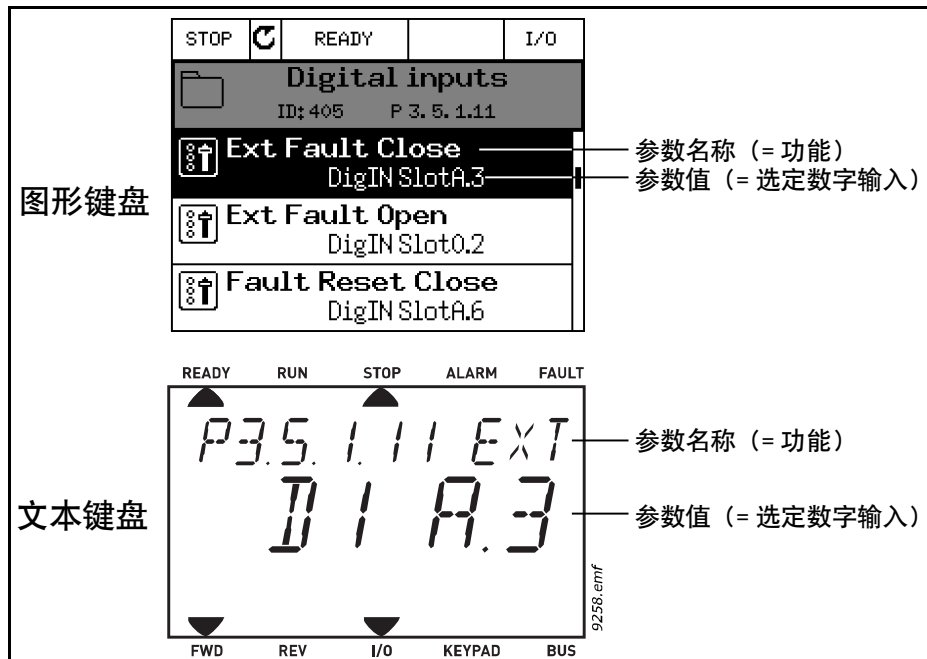 STOP READY I/O
Digital inputs
ID:405 P 3.5.1.11
Ext Fault Close
DigIN SlotA.3
参数名称（= 功能）
参数值（= 选定数字输入）
图形键盘
Ext Fault Open
DigIN Slot0.2
Fault Reset Close
DigIN SlotA.6
READY RUN STOP ALARM FAULT
P3.5.1.11 EXT
参数名称（= 功能）
文本键盘
DI A.3
参数值（= 选定数字输入）
9258.emf
FWD REV I/O KEYPAD BUS